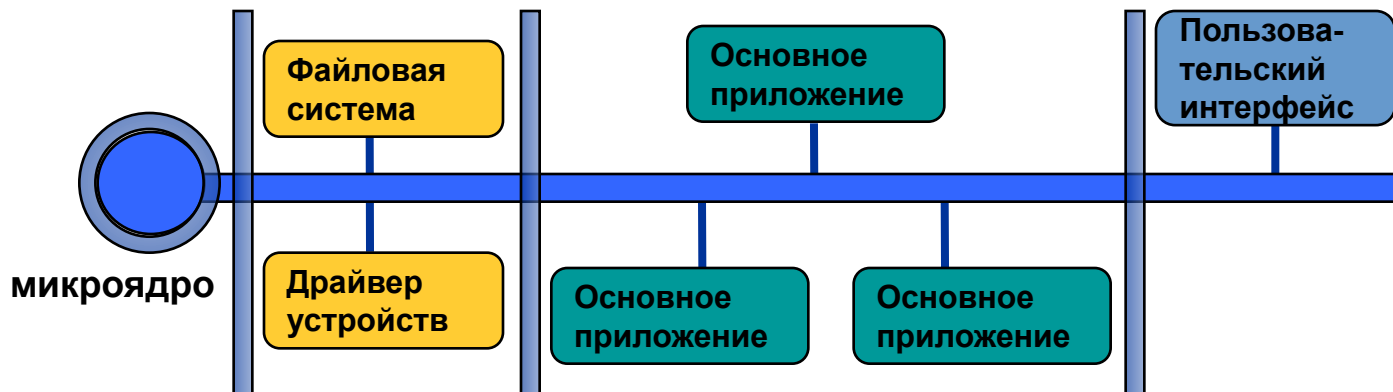 Файловая
система
Основное
приложение
Пользова-
тельский
интерфейс
микроядро
Драйвер
устройств
Основное
приложение
Основное
приложение